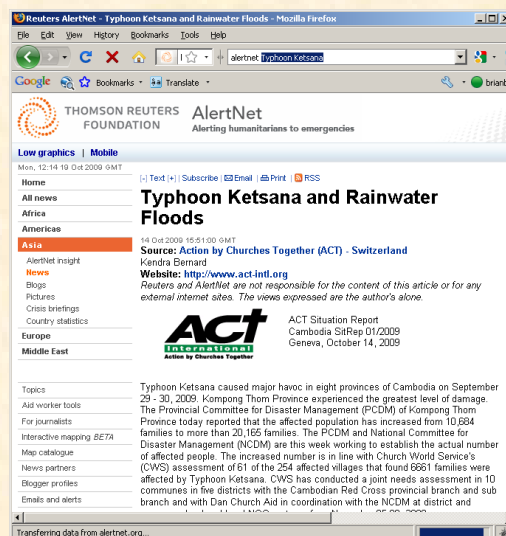 Reuters AlertNet - Typhoon Ketsana and Rainwater Floods - Mozilla Firefox
File Edit View History Bookmarks Tools Help
alertnet Typhoon Ketsana
Google Bookmarks Translate briant
THOMSON REUTERS
FOUNDATION
AlertNet
Alerting humanitarians to emergencies
Low graphics | Mobile
Mon, 12:14 19 Oct 2009 GMT
Home
All news
Africa
Americas
Asia
AlertNet insight
News
Blogs
Pictures
Crisis briefings
Country statistics
Europe
Middle East
Topics
Aid worker tools
For journalists
Interactive mapping BETA
Map catalogue
News partners
Blogger profiles
Emails and alerts
[-] Text [+] | Subscribe | Email | Print | RSS
Typhoon Ketsana and Rainwater
Floods
14 Oct 2009 15:51:00 GMT
Source: Action by Churches Together (ACT) - Switzerland
Kendra Bernard
Website: http://www.act-intl.org
Reuters and AlertNet are not responsible for the content of this article or for any
external internet sites. The views expressed are the author's alone.
ACT
International
Action by Churches Together
ACT Situation Report
Cambodia SitRep 01/2009
Geneva, October 14, 2009
Typhoon Ketsana caused major havoc in eight provinces of Cambodia on September
29 - 30, 2009. Kompong Thom Province experienced the greatest level of damage.
The Provincial Committee for Disaster Management (PCDM) of Kompong Thom
Province today reported that the affected population has increased from 10,684
families to more than 20,165 families. The PCDM and National Committee for
Disaster Management (NCDM) are this week working to establish the actual number
of affected people. The increased number is in line with Church World Service's
(CWS) assessment of 61 of the 254 affected villages that found 6661 families were
affected by Typhoon Ketsana. CWS has conducted a joint needs assessment in 10
communes in five districts with the Cambodian Red Cross provincial branch and sub
branch and with Dan Church Aid in coordination with the NCDM at district and
Transferring data from alertnet.org...